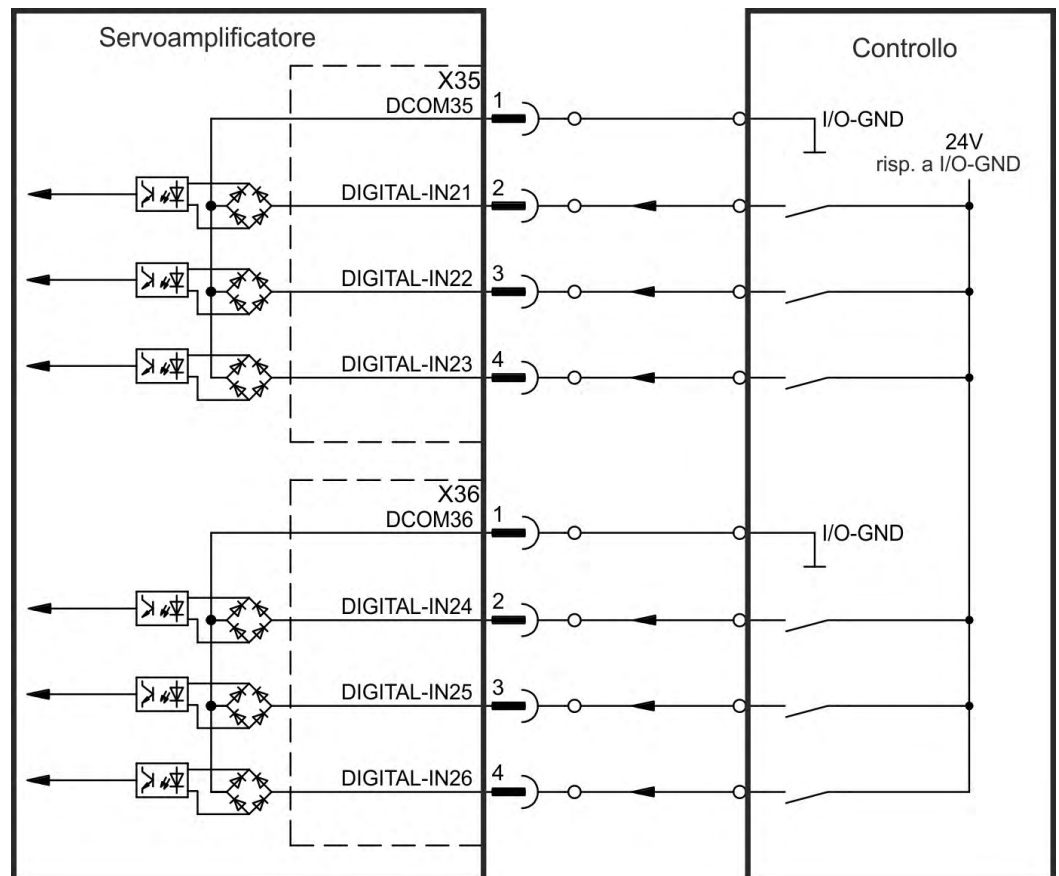 Servoamplificatore
Controllo
X35
DCOM35
1
I/O-GND
24V
risp. a I/O-GND
DIGITAL-IN21
2
DIGITAL-IN22
3
DIGITAL-IN23
4
X36
DCOM36
1
I/O-GND
DIGITAL-IN24
2
DIGITAL-IN25
3
DIGITAL-IN26
4